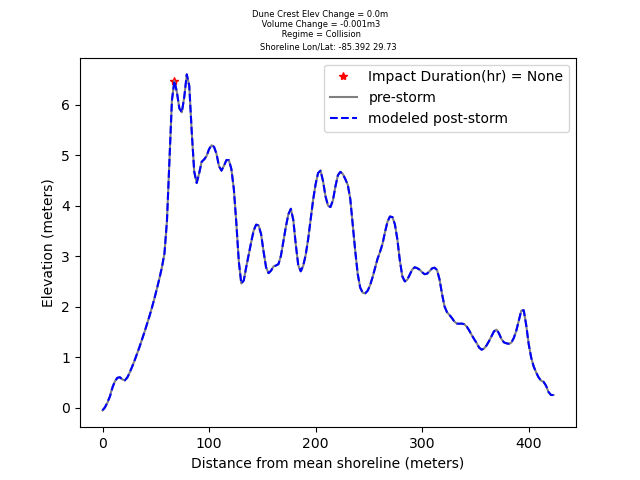 Dune Crest Elev Change = 0.0m
Volume Change = -0.001m3
Regime = Collision
Shoreline Lon/Lat: -85.392 29.73
Impact Duration(hr) = None
pre-storm
modeled post-storm
Elevation (meters)
6
5
4
3
2
1
0
0 100 200 300 400
Distance from mean shoreline (meters)